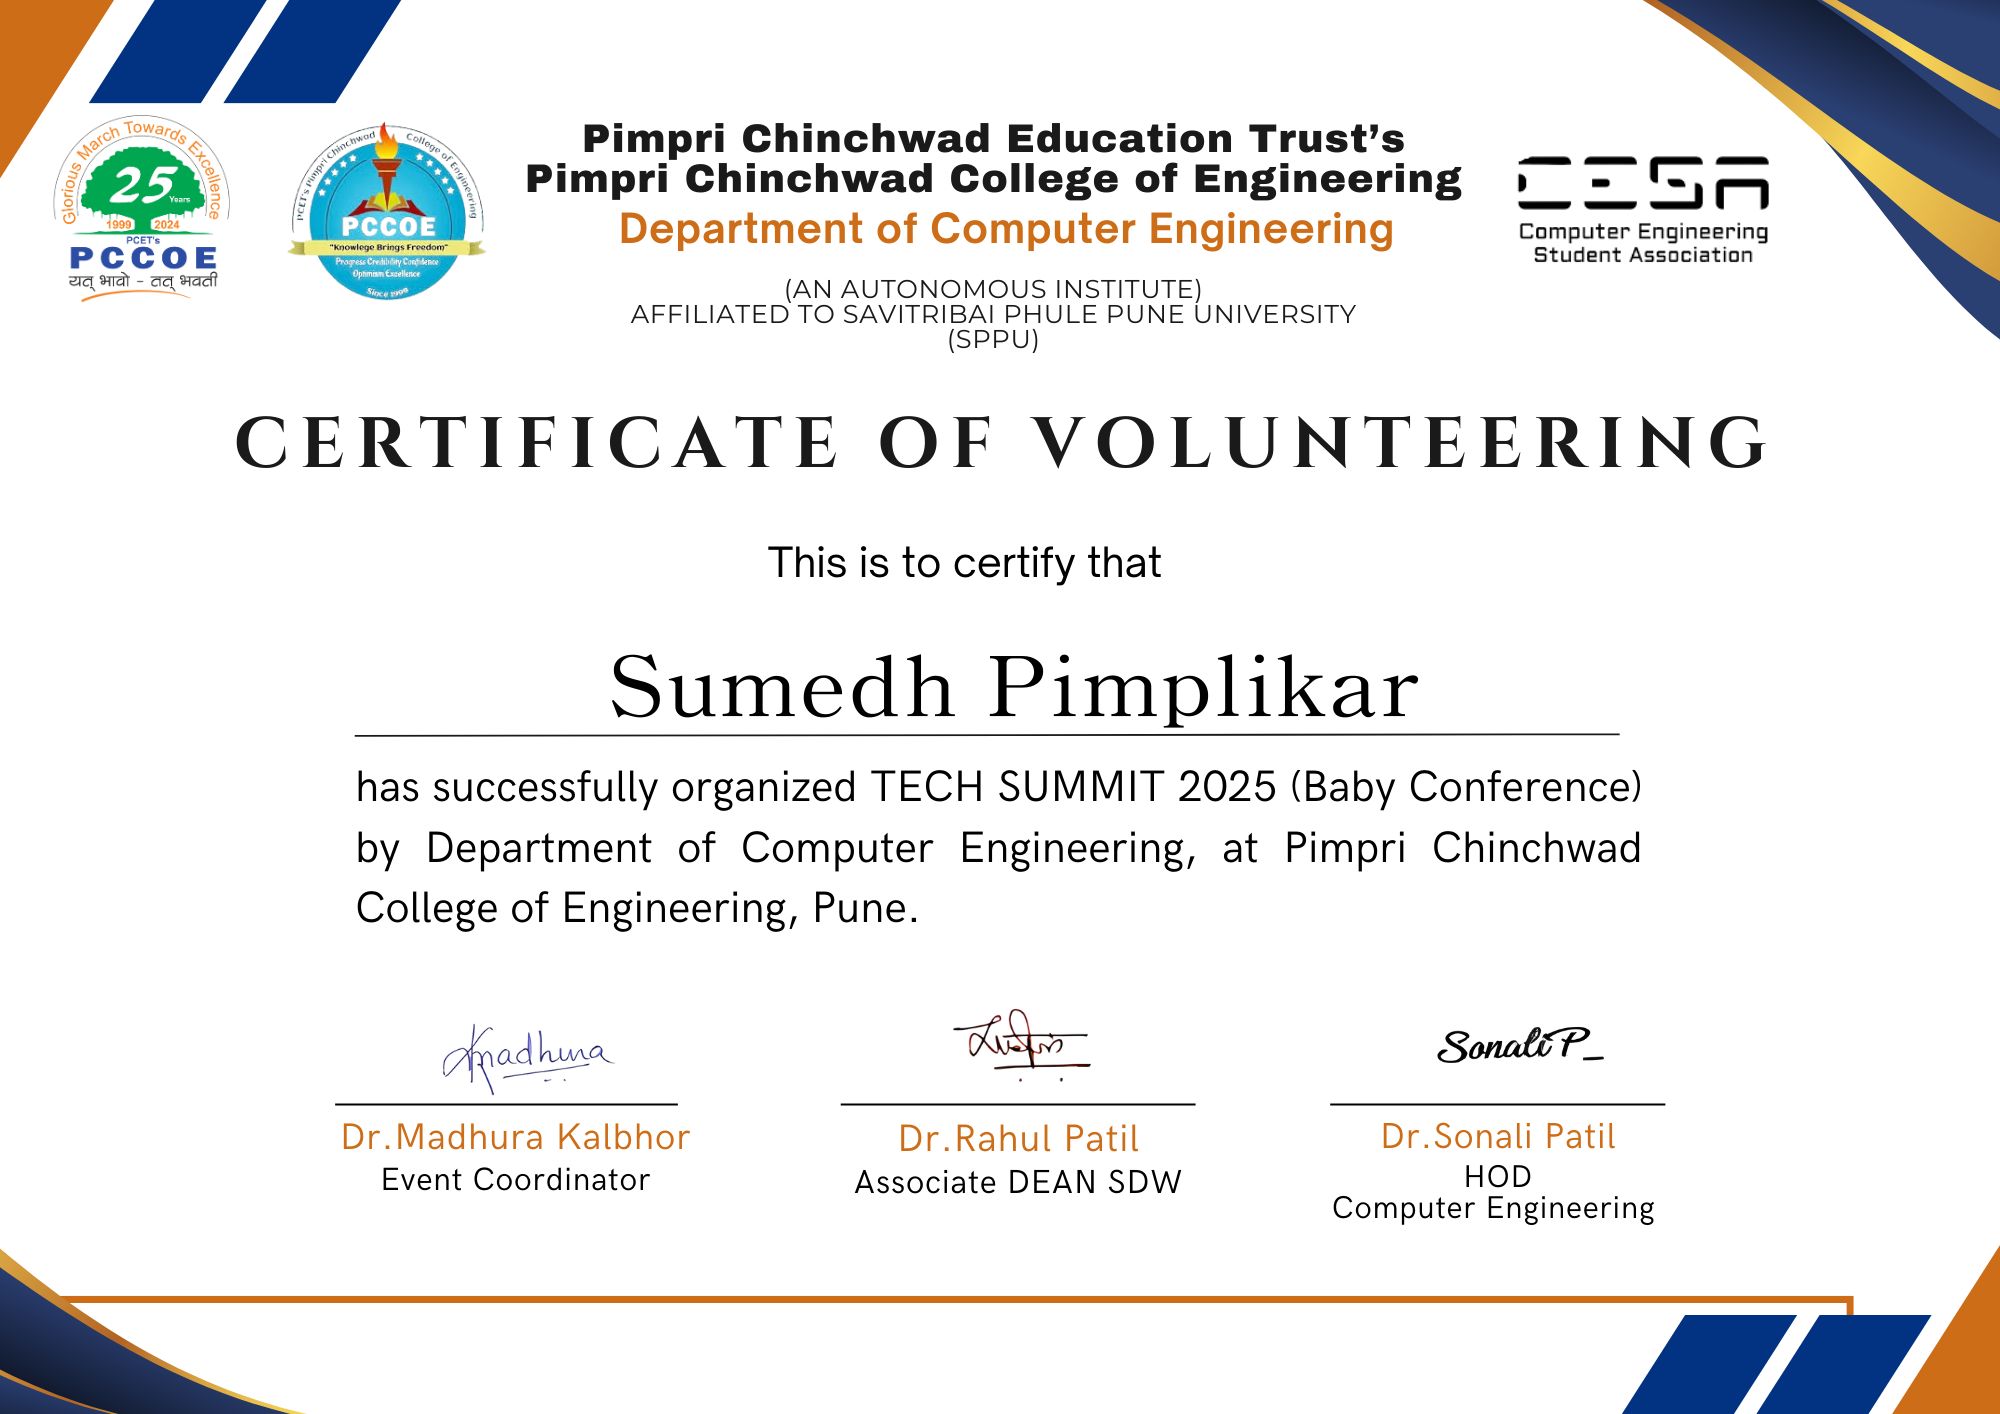 Glorious March Towards Excellence
25 Years
1999 2024
PCET's
PCCOE
यत् भावो - तत् भवती
PCET's Pimpri Chinchwad College of Engineering
PCCOE
"Knowlege Brings Freedom"
Progress Credibility Confidence
Optimism Excellence
Since 1999
Pimpri Chinchwad Education Trust’s
Pimpri Chinchwad College of Engineering
Department of Computer Engineering
(AN AUTONOMOUS INSTITUTE)
AFFILIATED TO SAVITRIBAI PHULE PUNE UNIVERSITY
(SPPU)
CESA
Computer Engineering
Student Association
CERTIFICATE OF VOLUNTEERING
This is to certify that
Sumedh Pimplikar
has successfully organized TECH SUMMIT 2025 (Baby Conference)
by Department of Computer Engineering, at Pimpri Chinchwad
College of Engineering, Pune.
Sonali P_
Dr.Madhura Kalbhor
Event Coordinator
Dr.Rahul Patil
Associate DEAN SDW
Dr.Sonali Patil
HOD
Computer Engineering